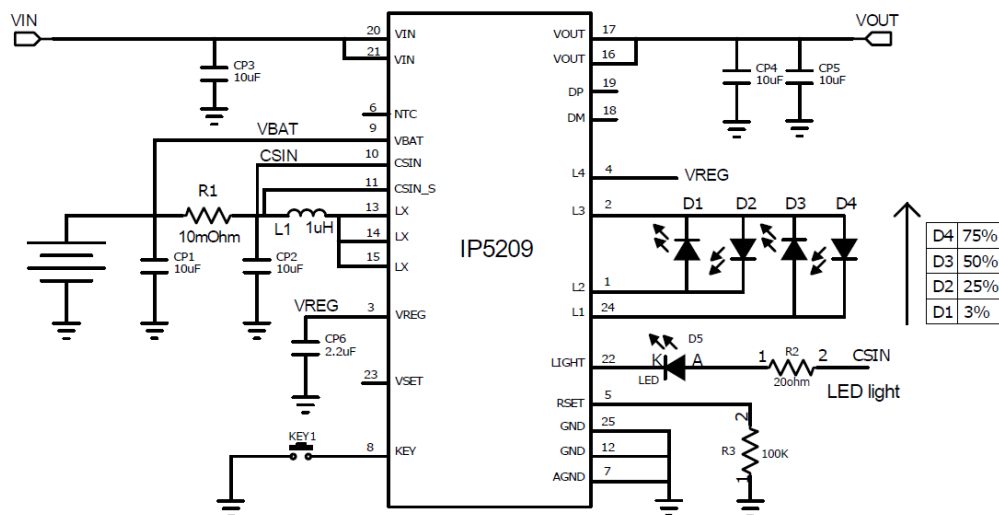 VIN
20
VIN
21
VIN
CP3
10uF
6
NTC
9
VBAT
VBAT
10
CSIN
CSIN
11
CSIN_S
R1
10mOhm
L1
1uH
13
LX
14
LX
15
LX
CP1
10uF
CP2
10uF
VREG
3
VREG
CP6
2.2uF
23
VSET
KEY1
8
KEY
IP5209
VOUT
17
VOUT
VOUT
16
CP4
10uF
CP5
10uF
DP
19
DM
18
L4
4
VREG
L3
2
D1
D2
D3
D4
L2
1
L1
24
D4 75%
D3 50%
D2 25%
D1 3%
LIGHT
22
K
A
D5
LED
1
R2
2
20ohm
CSIN
LED light
RSET
5
GND
25
GND
12
AGND
7
2
R3
100K
1